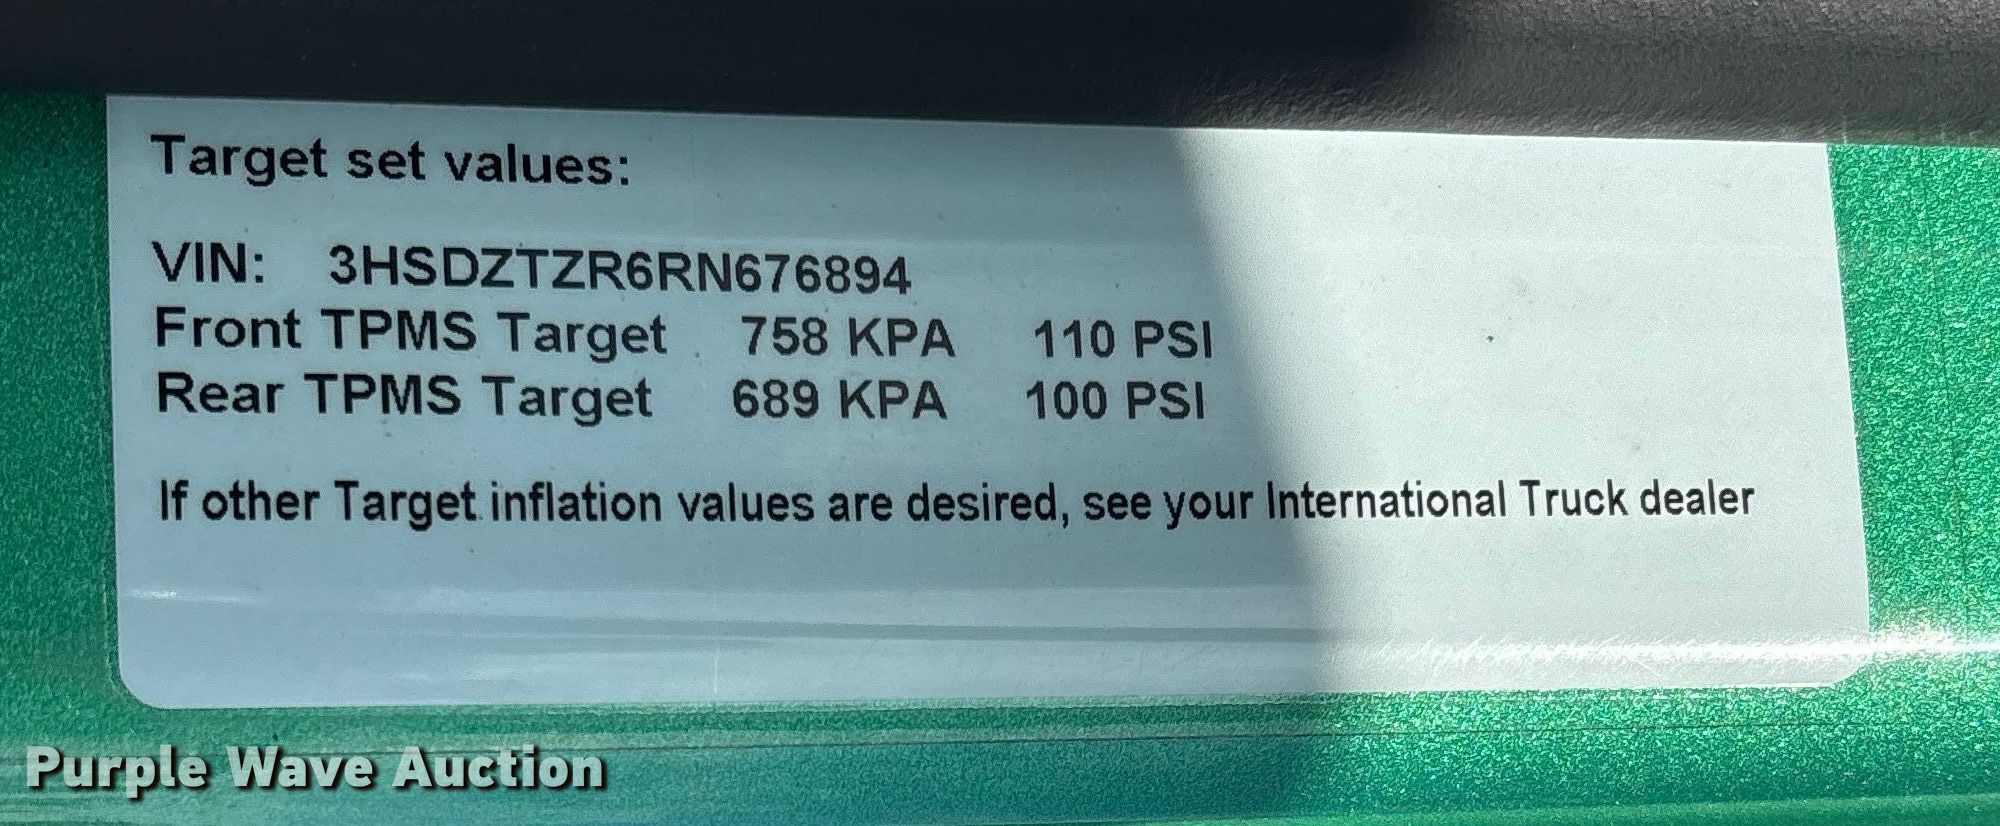 Target set values:
VIN: 3HSDZTZR6RN676894
Front TPMS Target 758 KPA 110 PSI
Rear TPMS Target 689 KPA 100 PSI
If other Target inflation values are desired, see your International Truck dealer
Purple Wave Auction